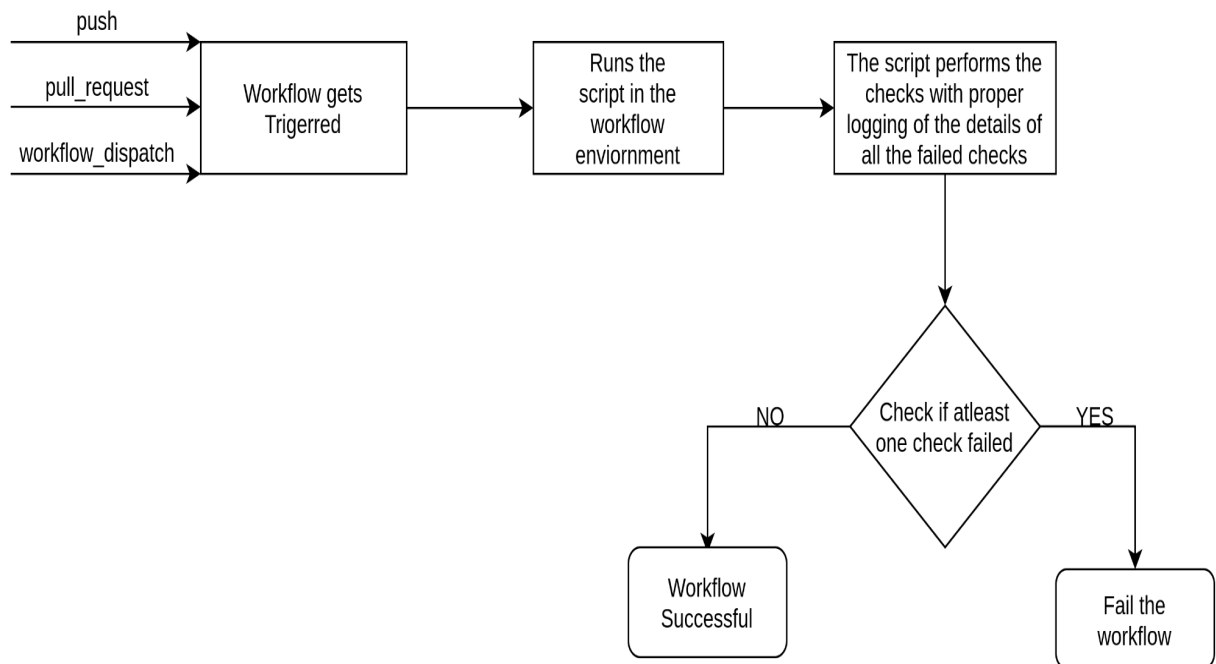 push
pull_request
workflow_dispatch
Workflow gets
Trigerred
Runs the
script in the
workflow
enviornment
The script performs the
checks with proper
logging of the details of
all the failed checks
Check if atleast
one check failed
NO
YES
Workflow
Successful
Fail the
workflow